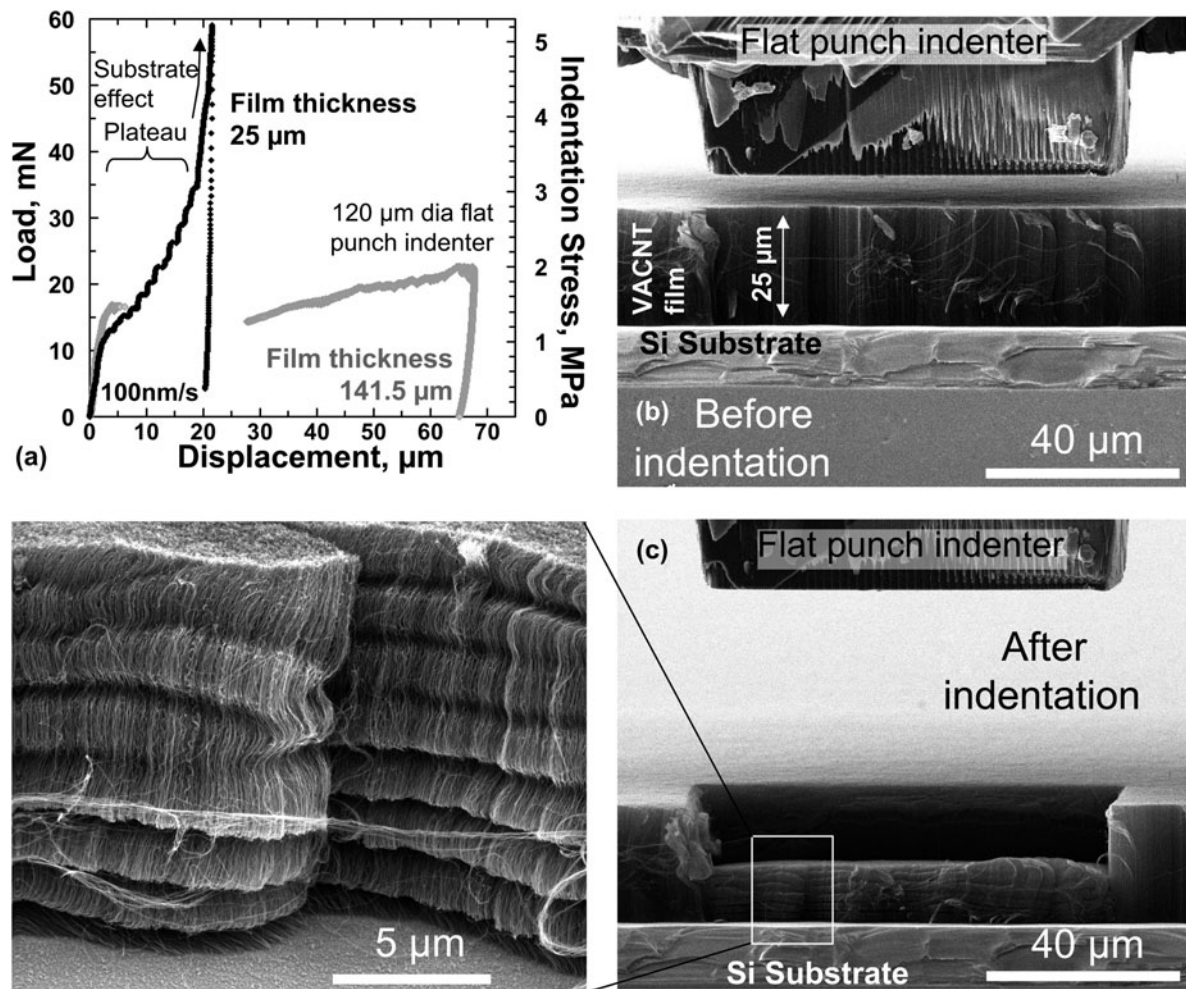 60
50
40
30
20
10
0
Load, mN
Substrate
effect
Plateau
Film thickness
25 µm
120 µm dia flat
punch indenter
Film thickness
141.5 µm
100nm/s
5
4
3
2
1
0
Indentation Stress, MPa
0 10 20 30 40 50 60 70
Displacement, µm
(a)
Flat punch indenter
VACNT
film
25 µm
Si Substrate
(b)
Before
indentation
40 µm
5 µm
(c)
Flat punch indenter
After
indentation
Si Substrate
40 µm